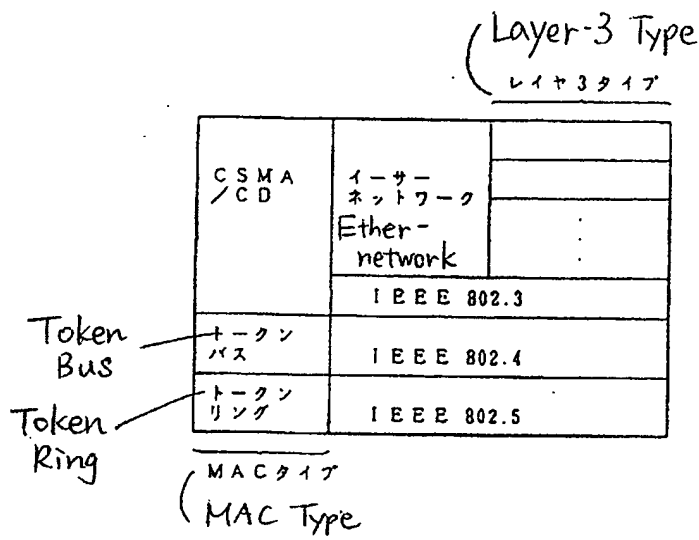 Layer-3 Type
レイヤ3タイプ
CSMA
／CD
イーサー
ネットワーク
Ether-
network
IEEE 802.3
Token
Bus
トークン
バス
IEEE 802.4
Token
Ring
トークン
リング
IEEE 802.5
MACタイプ
MAC Type